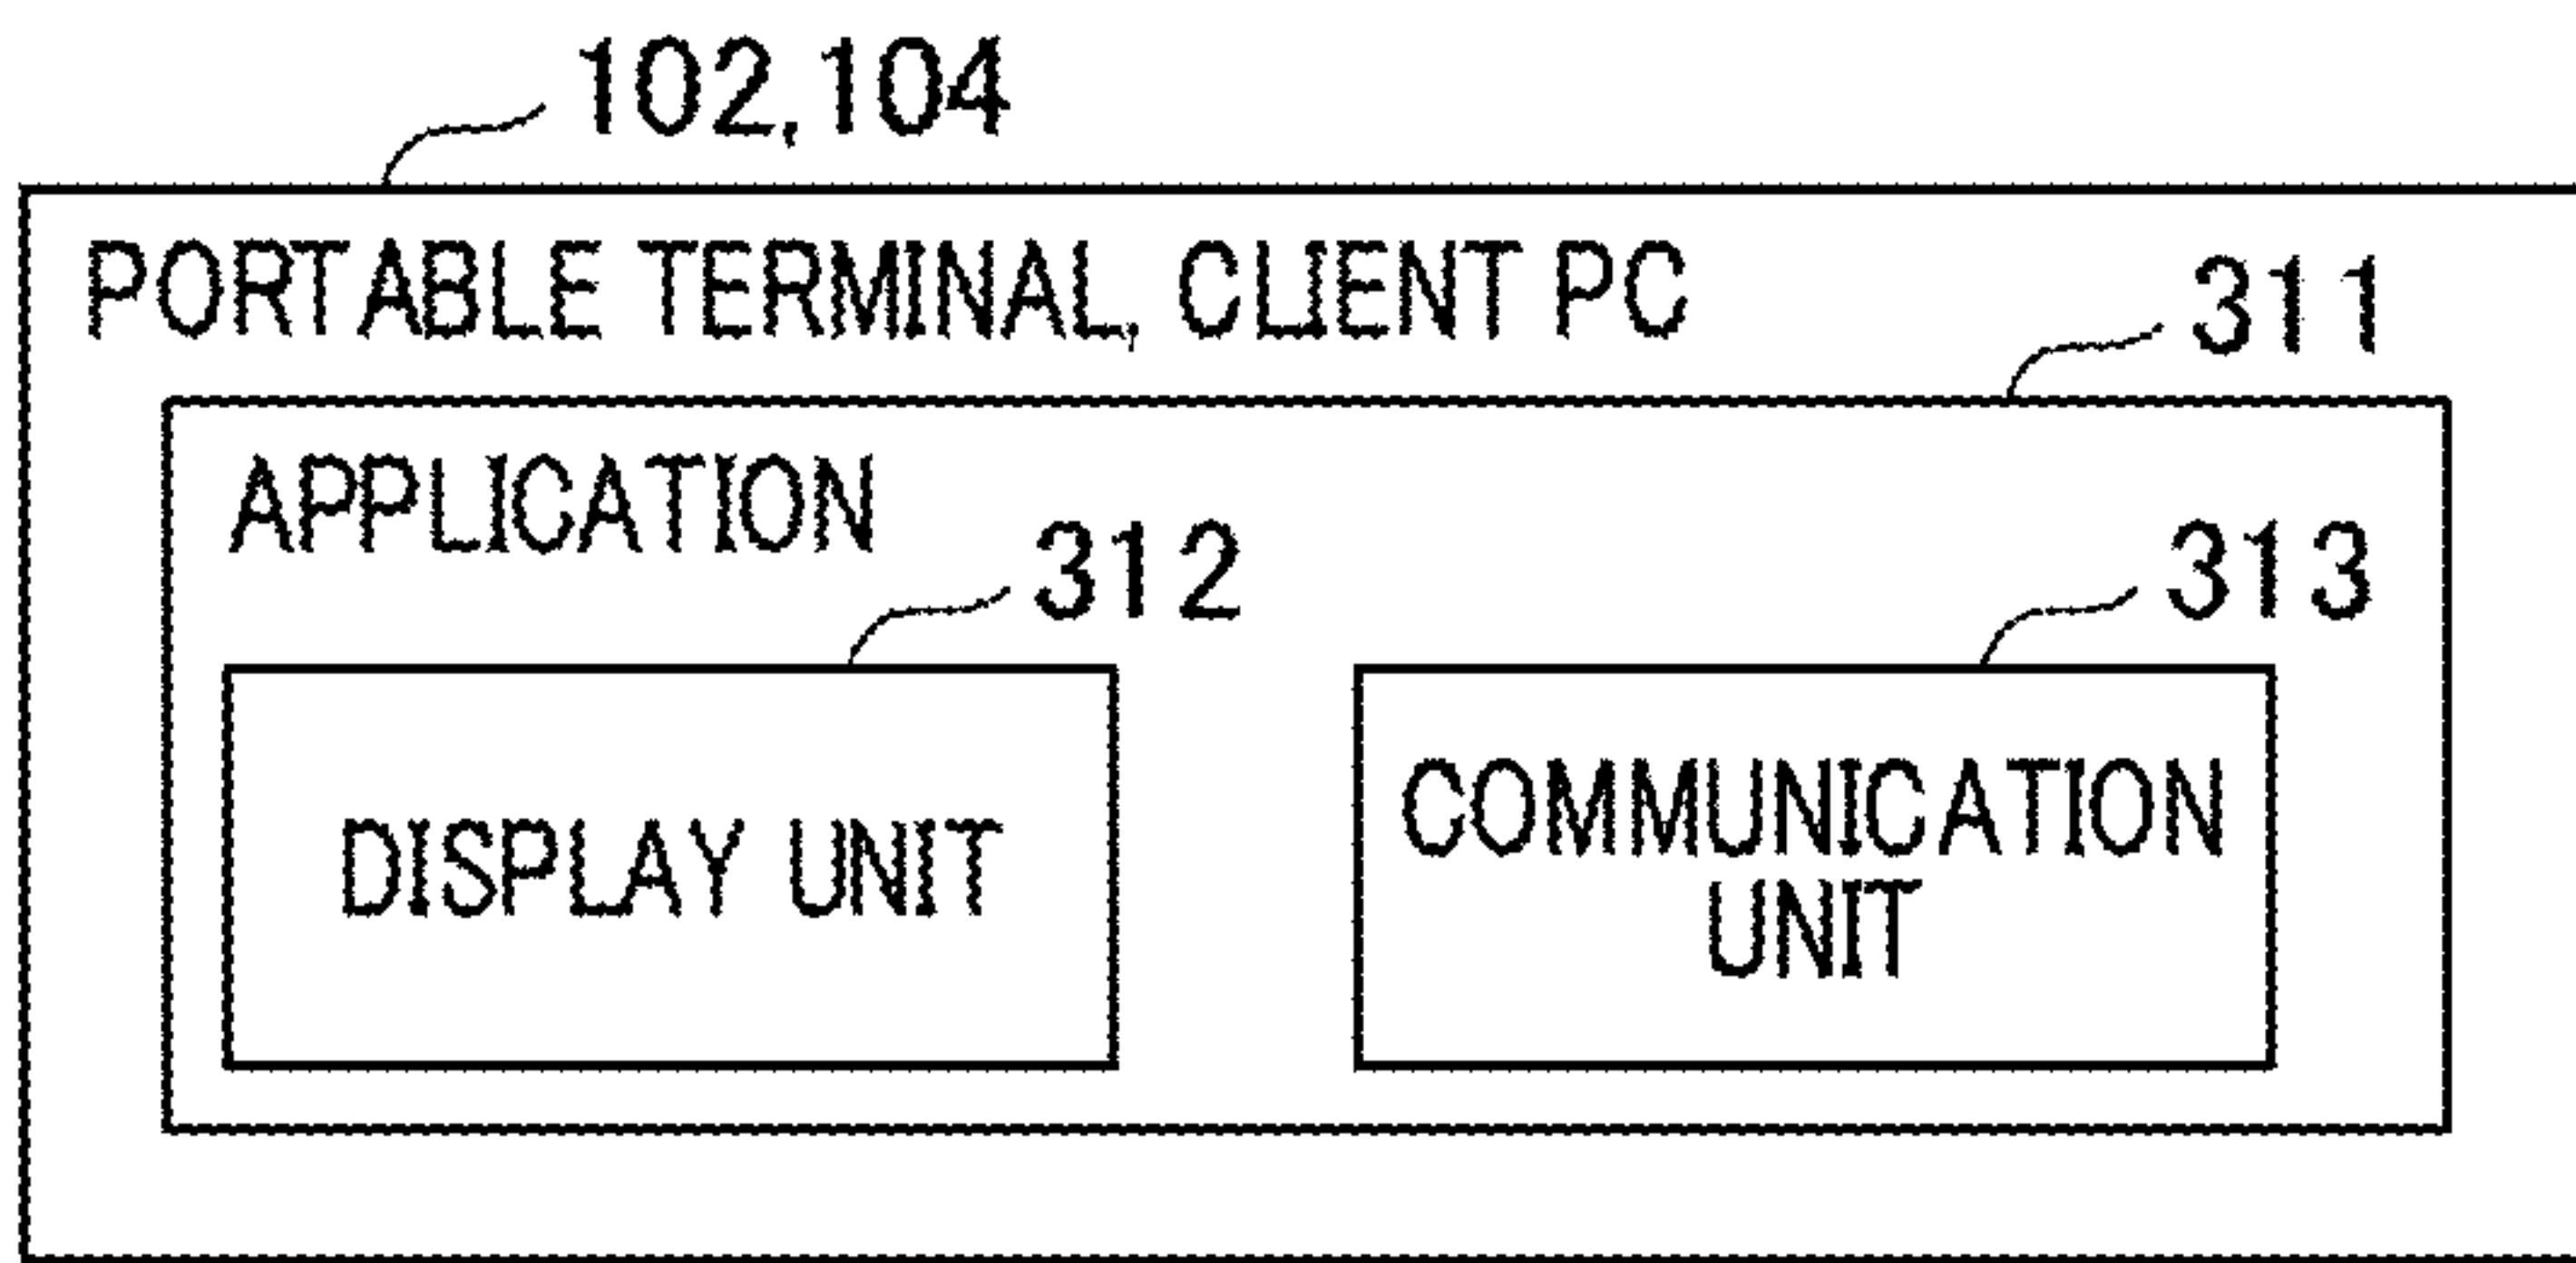 102,104
PORTABLE TERMINAL, CLIENT PC
311
APPLICATION
312
313
DISPLAY UNIT
COMMUNICATION
UNIT